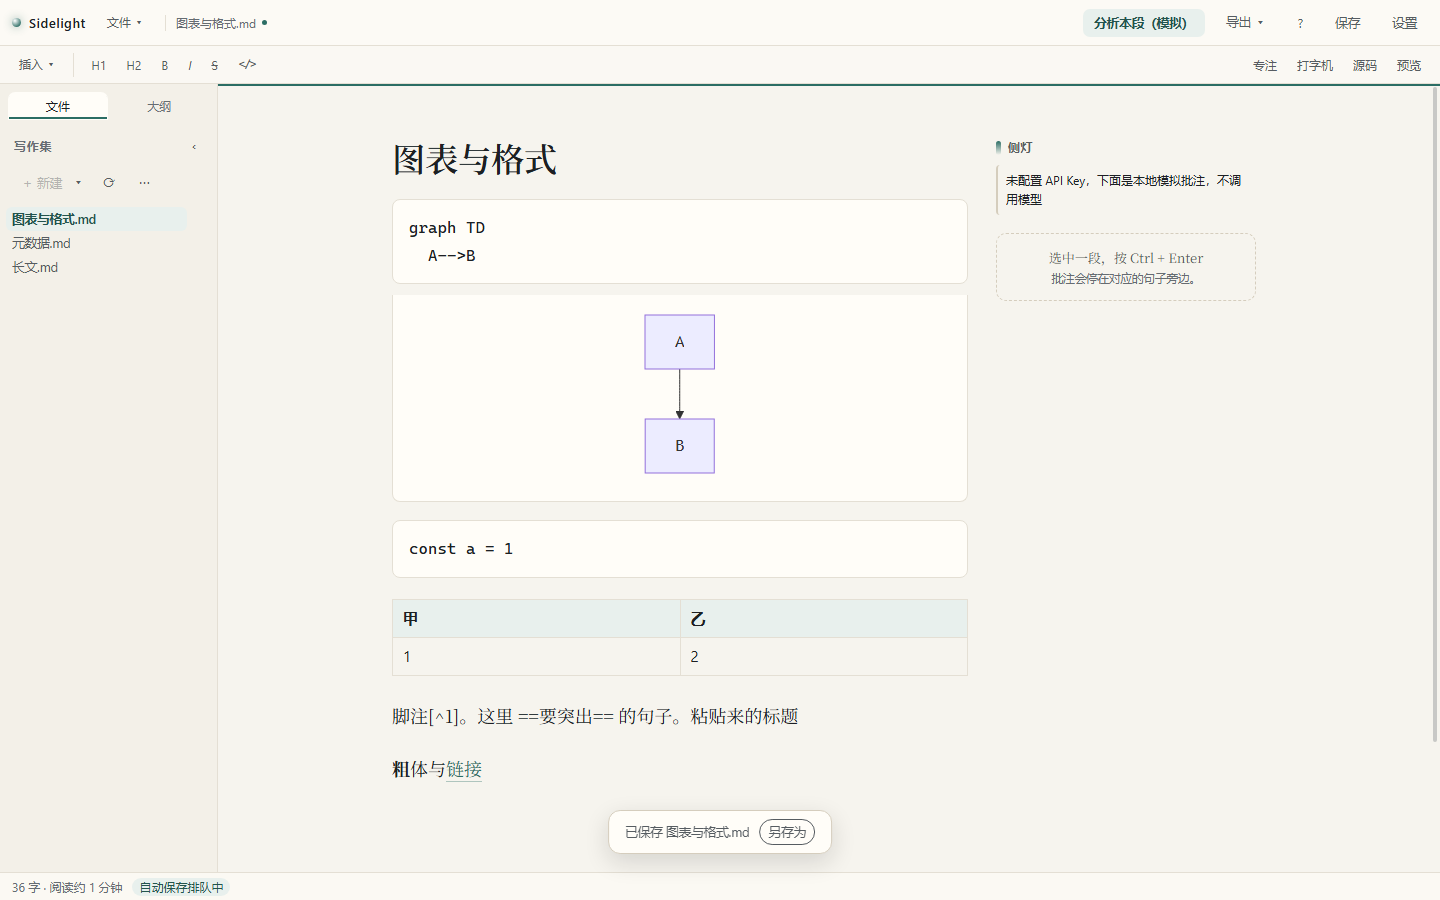 Sidelight 文件 ▾ 图表与格式.md 分析本段（模拟） 导出 ▾ ? 保存 设置
插入 ▾ H1 H2 B I S </> 专注 打字机 源码 预览
文件 大纲
写作集 ‹
+ 新建 ▾ ⟳ ···
图表与格式.md
元数据.md
长文.md
图表与格式
graph TD
A-->B
A
B
const a = 1
甲 乙
1 2
脚注[^1]。这里 ==要突出== 的句子。粘贴来的标题
粗体与链接
侧灯
未配置 API Key，下面是本地模拟批注，不调
用模型
选中一段，按 Ctrl + Enter
批注会停在对应的句子旁边。
已保存 图表与格式.md 另存为
36 字 · 阅读约 1 分钟 自动保存排队中